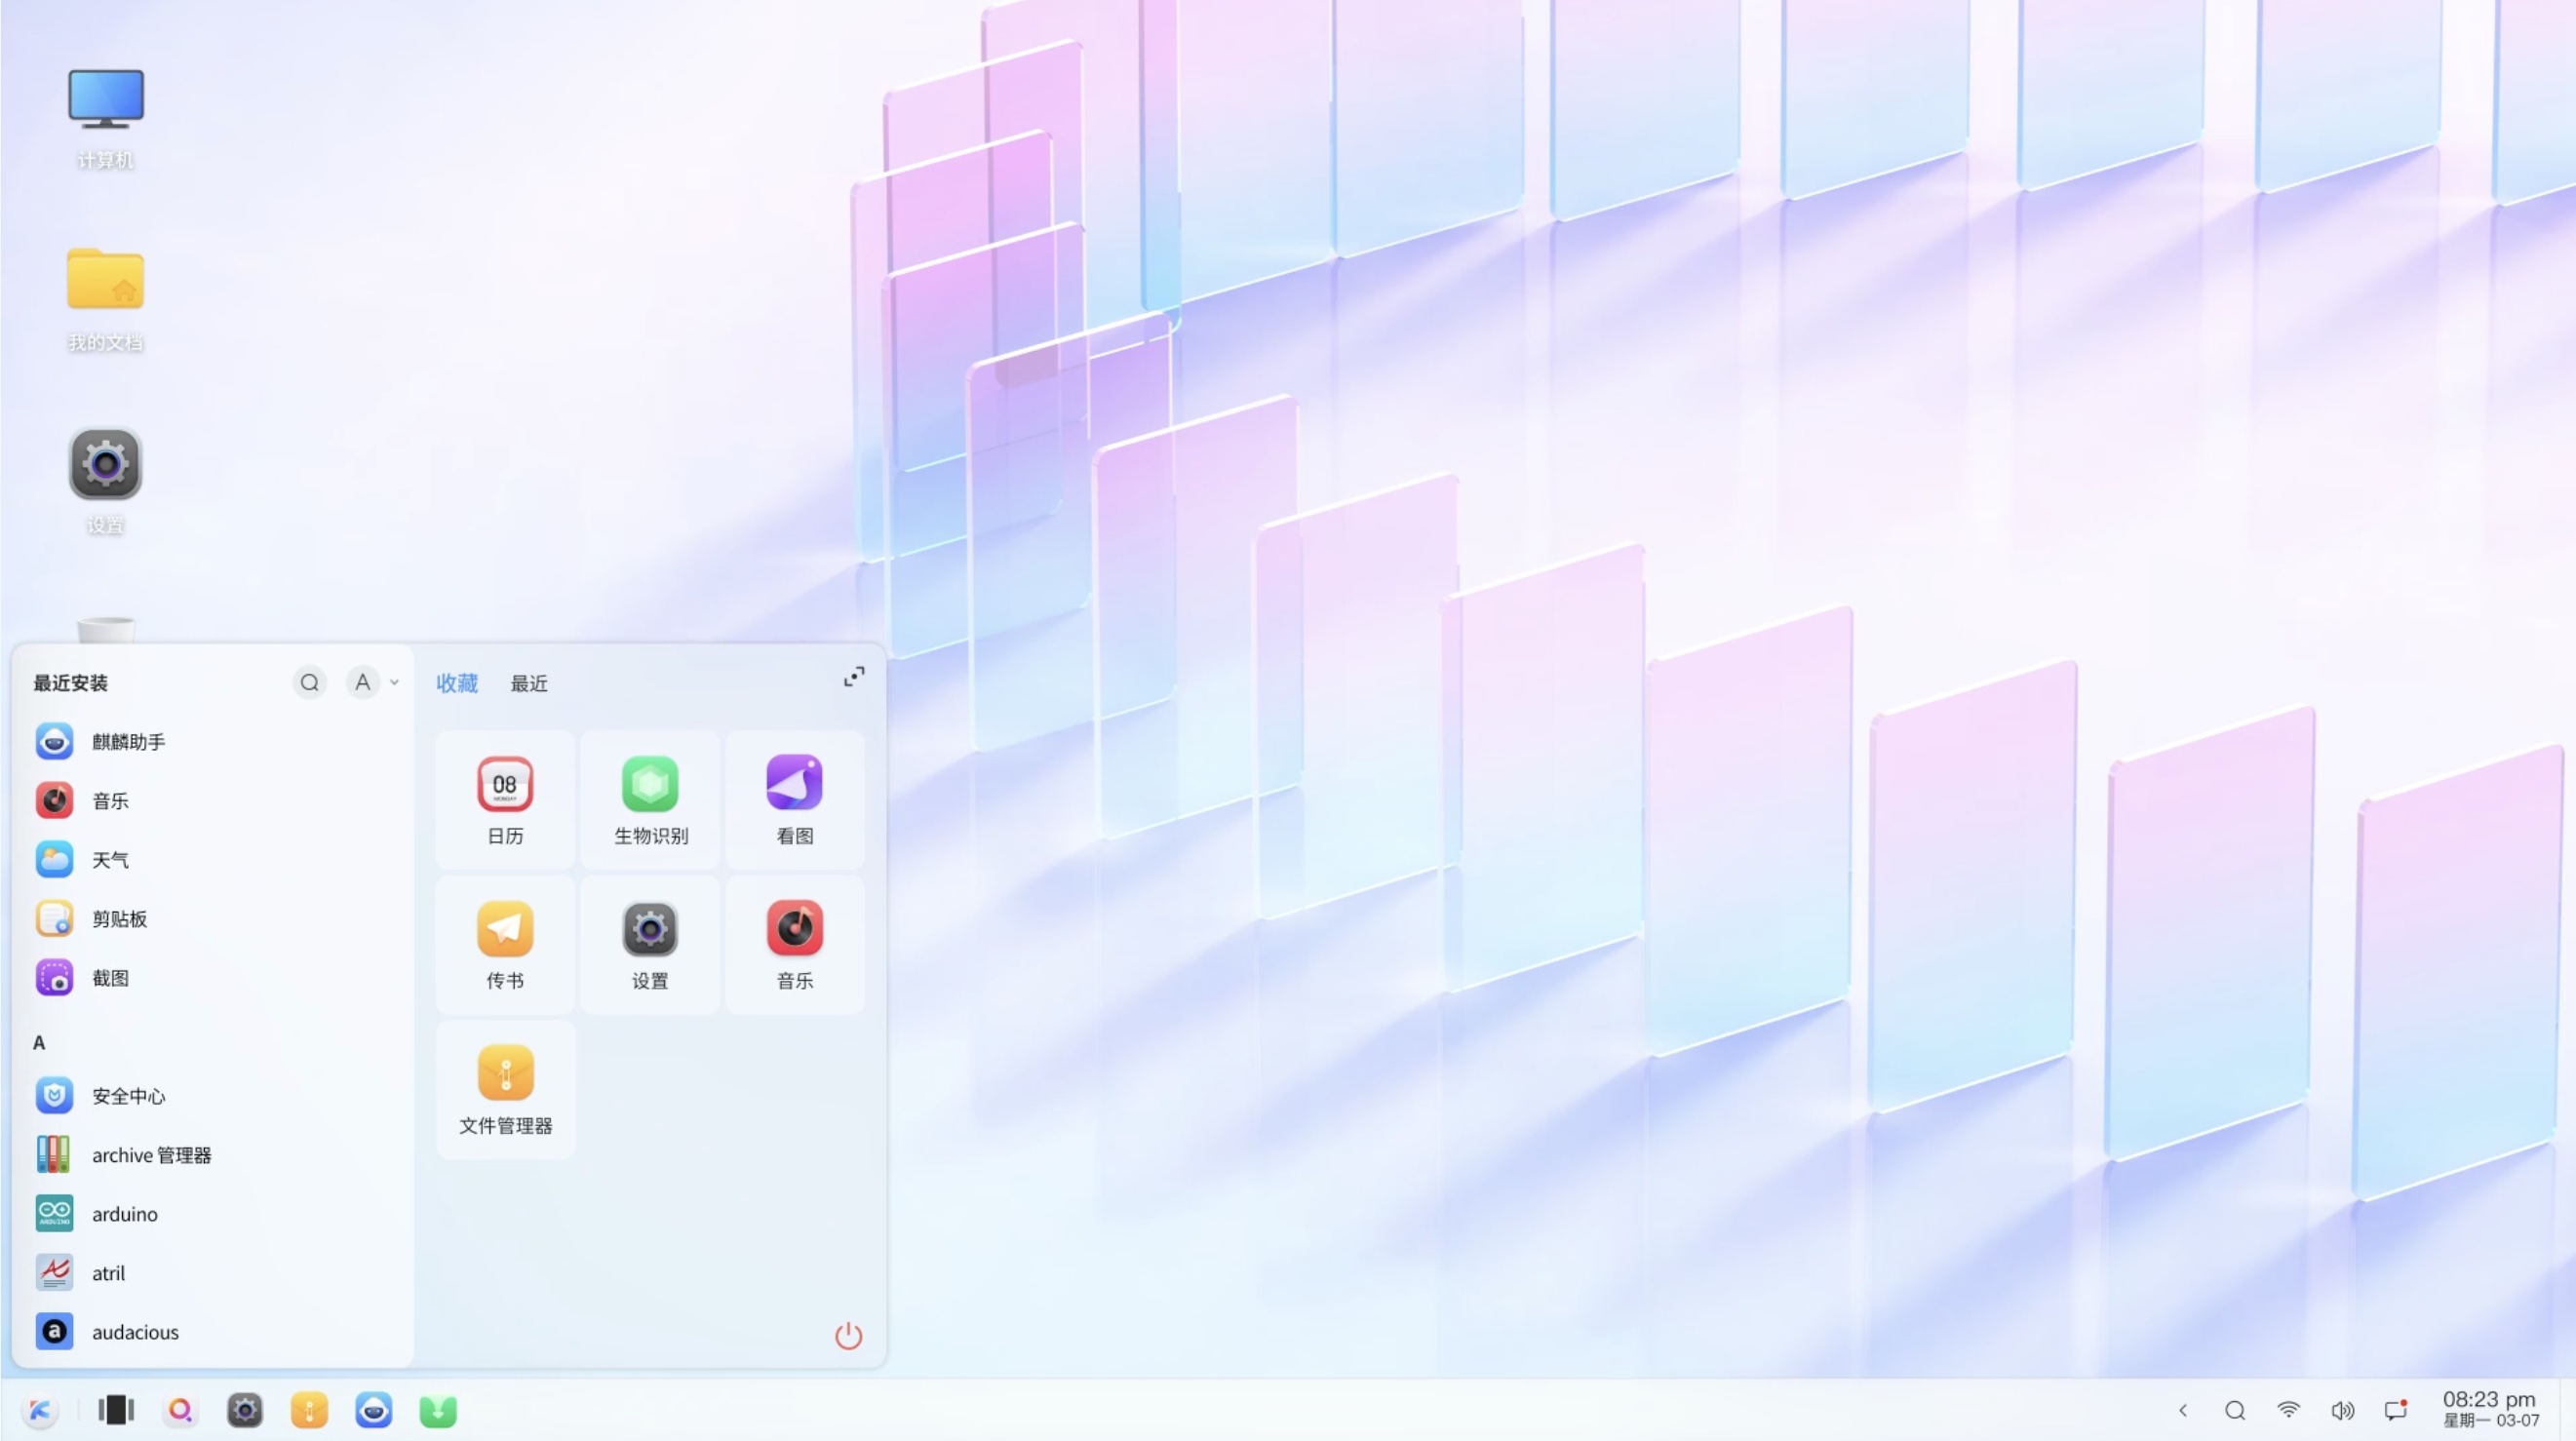 计算机
我的文档
设置
最近安装
A
收藏
最近
麒麟助手
音乐
天气
剪贴板
截图
A
安全中心
archive 管理器
arduino
atril
audacious
08
MONDAY
日历
生物识别
看图
传书
设置
音乐
文件管理器
ARDUINO
a
08:23 pm
星期一 03-07